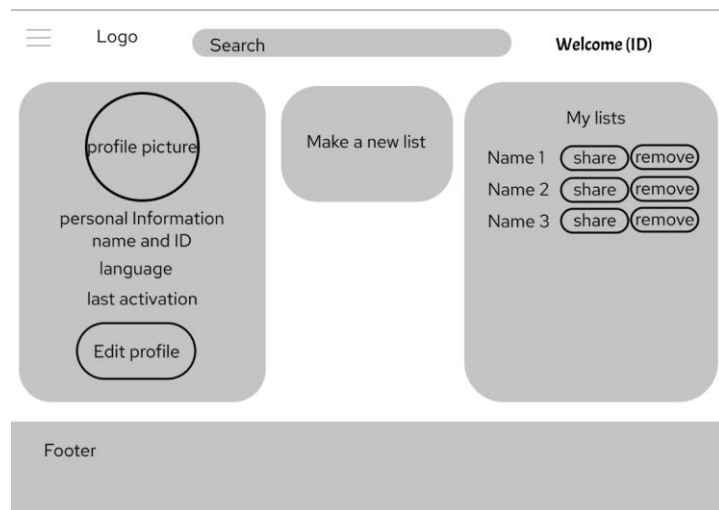 Logo
Search
Welcome (ID)
profile picture
personal Information
name and ID
language
last activation
Edit profile
Make a new list
My lists
Name 1 share remove
Name 2 share remove
Name 3 share remove
Footer